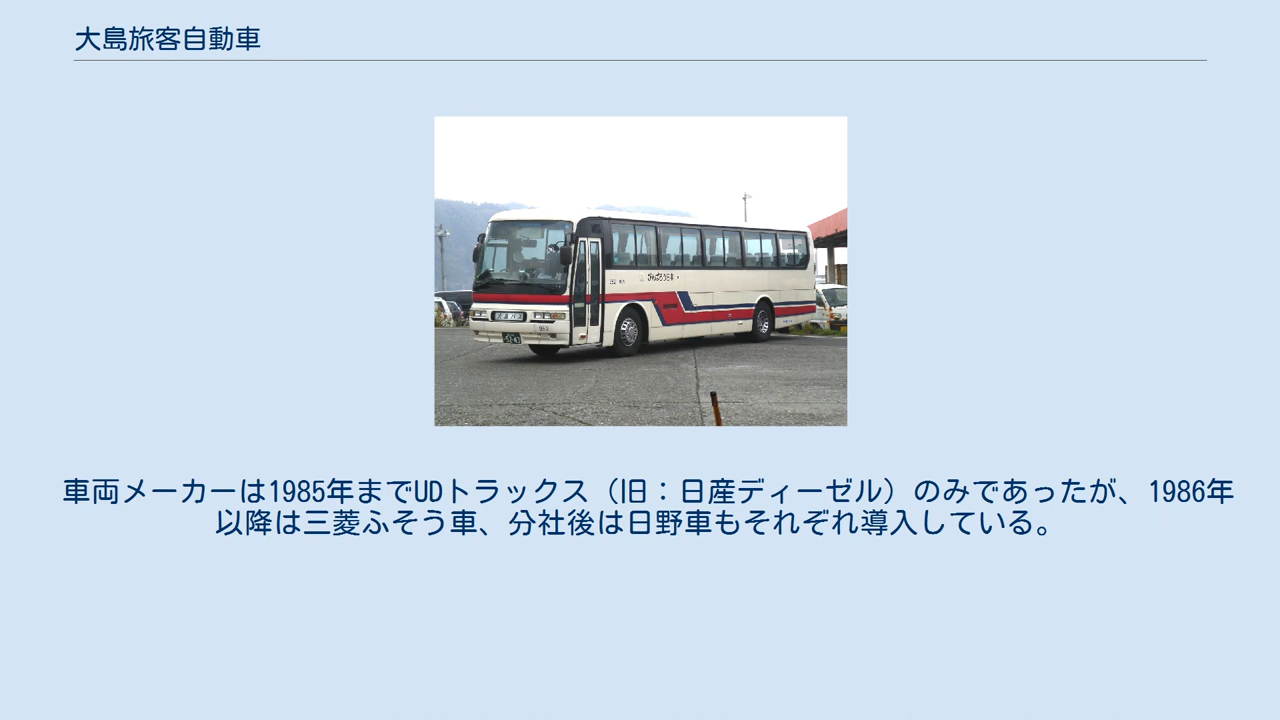 大島旅客自動車
車両メーカーは1985年までUDトラックス（旧：日産ディーゼル）のみであったが、1986年
以降は三菱ふそう車、分社後は日野車もそれぞれ導入している。